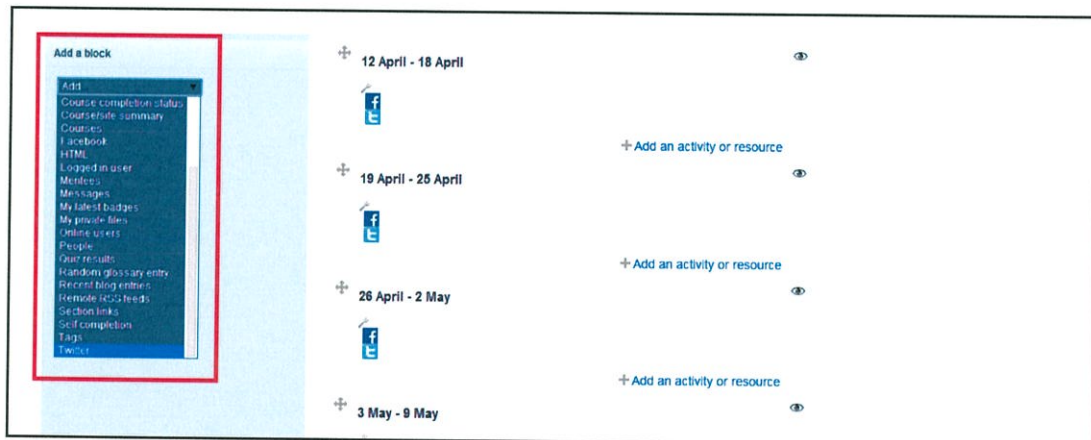 Add a block
Add
Course completion status
Course/site summary
Courses
Facebook
HTML
Logged in user
Mentees
Messages
My latest badges
My private files
Online users
People
Quiz results
Random glossary entry
Recent blog entries
Remote RSS feeds
Section links
Self completion
Tags
Twitter
12 April - 18 April
Add an activity or resource
19 April - 25 April
Add an activity or resource
26 April - 2 May
Add an activity or resource
3 May - 9 May